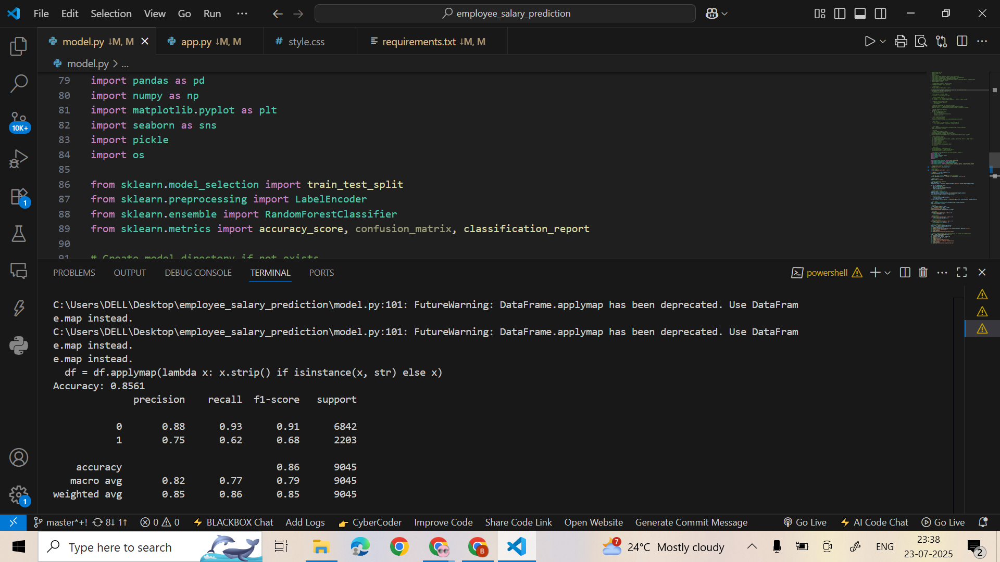 File Edit Selection View Go Run ···
employee_salary_prediction
model.py ↓M, M
app.py ↓M, M
# style.css
requirements.txt ↓M, M
model.py > ...
79 import pandas as pd
80 import numpy as np
81 import matplotlib.pyplot as plt
82 import seaborn as sns
83 import pickle
84 import os
85
86 from sklearn.model_selection import train_test_split
87 from sklearn.preprocessing import LabelEncoder
88 from sklearn.ensemble import RandomForestClassifier
89 from sklearn.metrics import accuracy_score, confusion_matrix, classification_report
90
91 # Create model directory if not exists
10K+
1
PROBLEMS OUTPUT DEBUG CONSOLE TERMINAL PORTS
powershell
C:\Users\DELL\Desktop\employee_salary_prediction\model.py:101: FutureWarning: DataFrame.applymap has been deprecated. Use DataFram
e.map instead.
C:\Users\DELL\Desktop\employee_salary_prediction\model.py:101: FutureWarning: DataFrame.applymap has been deprecated. Use DataFram
e.map instead.
e.map instead.
df = df.applymap(lambda x: x.strip() if isinstance(x, str) else x)
Accuracy: 0.8561
precision recall f1-score support
0 0.88 0.93 0.91 6842
1 0.75 0.62 0.68 2203
accuracy 0.86 9045
macro avg 0.82 0.77 0.79 9045
weighted avg 0.85 0.86 0.85 9045
1
master*+! 8↓ 1↑ 0 0 BLACKBOX Chat Add Logs CyberCoder Improve Code Share Code Link Open Website Generate Commit Message Go Live AI Code Chat Go Live
Type here to search
B
7
24°C Mostly cloudy
ENG
23:38
23-07-2025
2